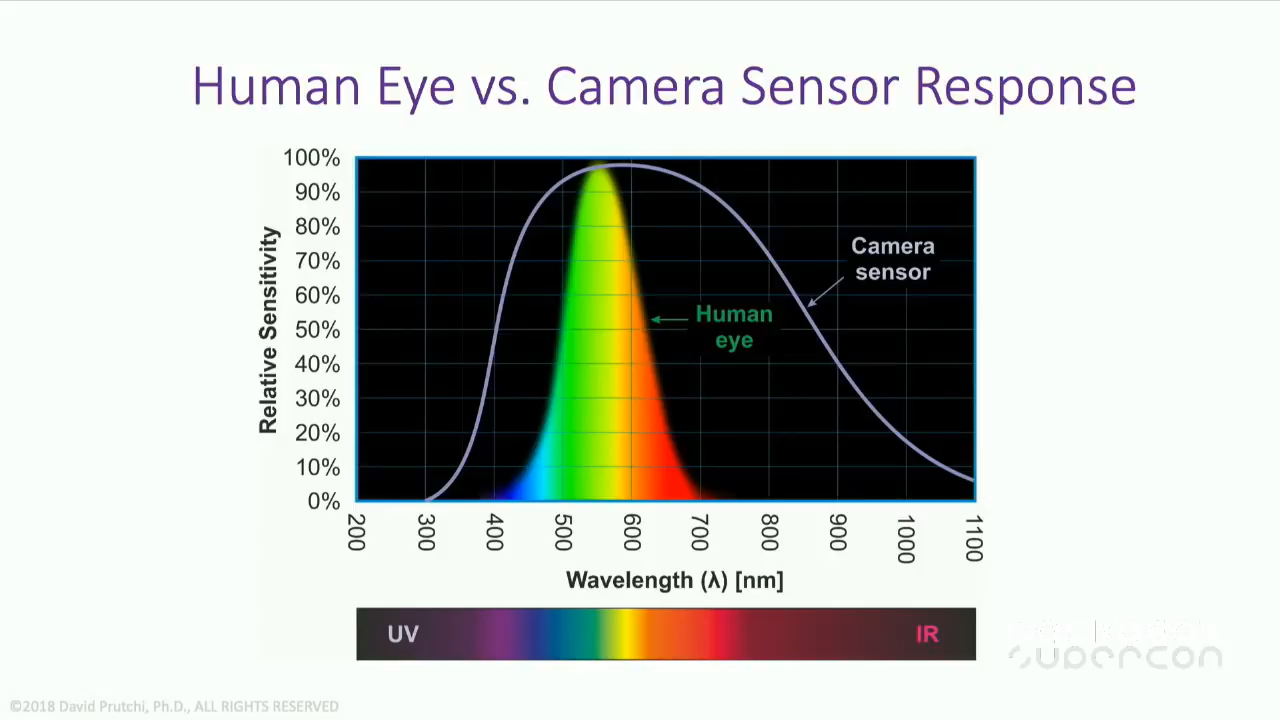 Human Eye vs. Camera Sensor Response
100%
90%
80%
70%
60%
50%
40%
30%
20%
10%
0%
Relative Sensitivity
Camera
sensor
Human
eye
200
300
400
500
600
700
800
900
1000
1100
Wavelength (λ) [nm]
UV
IR
supercon
©2018 David Prutchi, Ph.D., ALL RIGHTS RESERVED